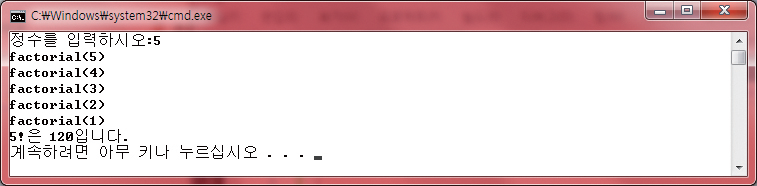 C:₩Windows₩system32₩cmd.exe
정수를 입력하시오:5
factorial(5)
factorial(4)
factorial(3)
factorial(2)
factorial(1)
5!은 120입니다.
계속하려면 아무 키나 누르십시오 . . .